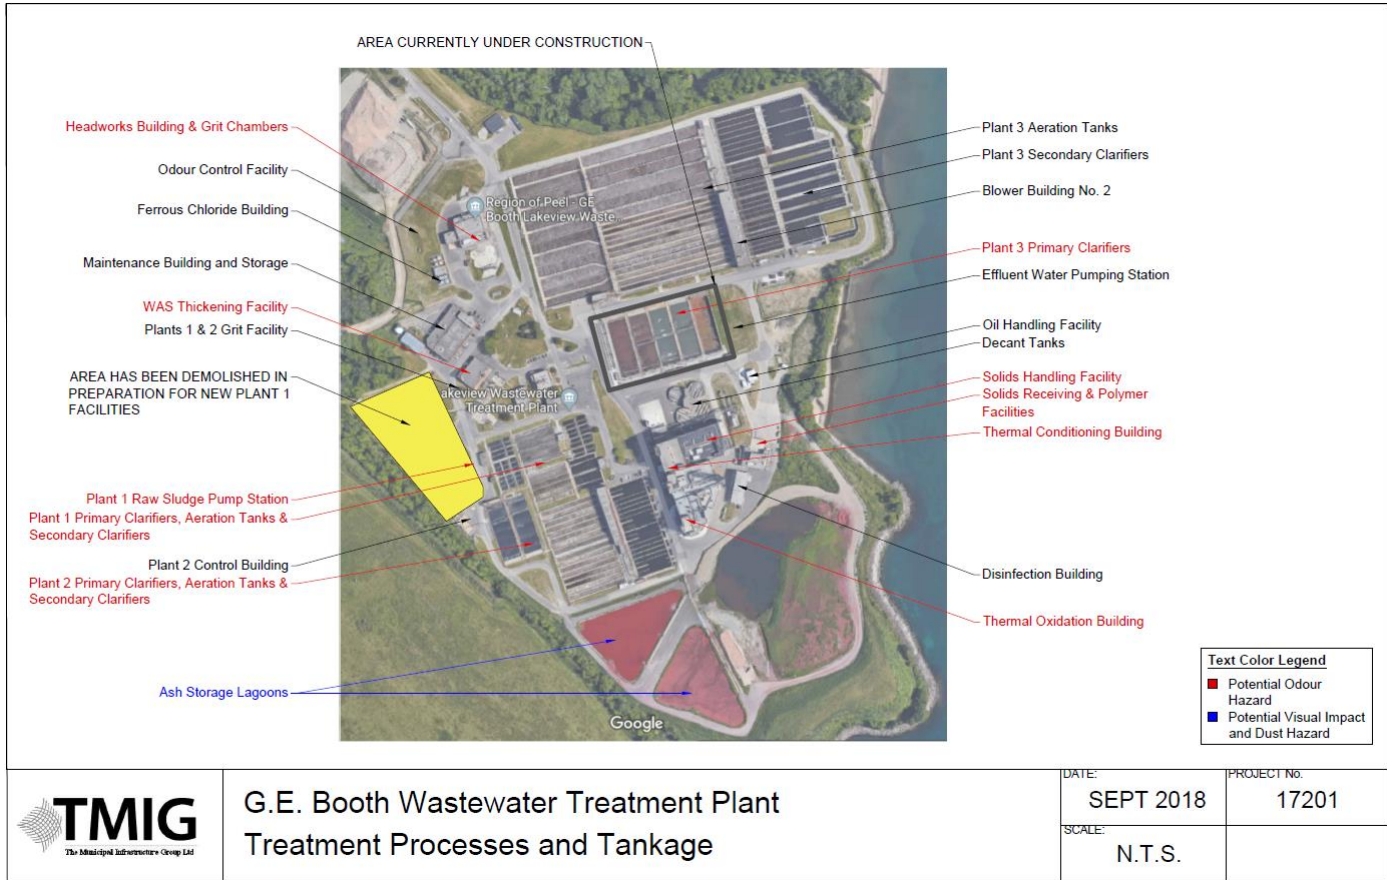 AREA CURRENTLY UNDER CONSTRUCTION
Headworks Building & Grit Chambers
Odour Control Facility
Ferrous Chloride Building
Maintenance Building and Storage
WAS Thickening Facility
Plants 1 & 2 Grit Facility
AREA HAS BEEN DEMOLISHED IN
PREPARATION FOR NEW PLANT 1
FACILITIES
Plant 1 Raw Sludge Pump Station
Plant 1 Primary Clarifiers, Aeration Tanks &
Secondary Clarifiers
Plant 2 Control Building
Plant 2 Primary Clarifiers, Aeration Tanks &
Secondary Clarifiers
Ash Storage Lagoons
Region of Peel - GE
Booth Lakeview Waste...
akeview Wastewater
Treatment Plant
Google
Plant 3 Aeration Tanks
Plant 3 Secondary Clarifiers
Blower Building No. 2
Plant 3 Primary Clarifiers
Effluent Water Pumping Station
Oil Handling Facility
Decant Tanks
Solids Handling Facility
Solids Receiving & Polymer
Facilities
Thermal Conditioning Building
Disinfection Building
Thermal Oxidation Building
Text Color Legend
Potential Odour
Hazard
Potential Visual Impact
and Dust Hazard
TMIG
The Municipal Infrastructure Group Ltd
G.E. Booth Wastewater Treatment Plant
Treatment Processes and Tankage
DATE:
SEPT 2018
PROJECT No.
17201
SCALE:
N.T.S.